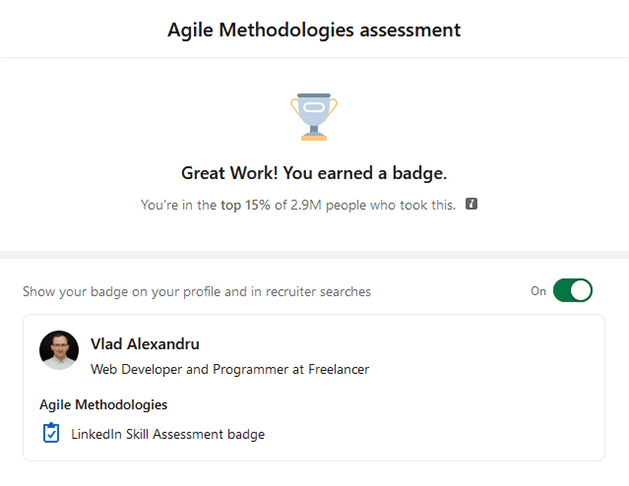 Agile Methodologies assessment
Great Work! You earned a badge.
You're in the top 15% of 2.9M people who took this. i
Show your badge on your profile and in recruiter searches
On
Vlad Alexandru
Web Developer and Programmer at Freelancer
Agile Methodologies
LinkedIn Skill Assessment badge